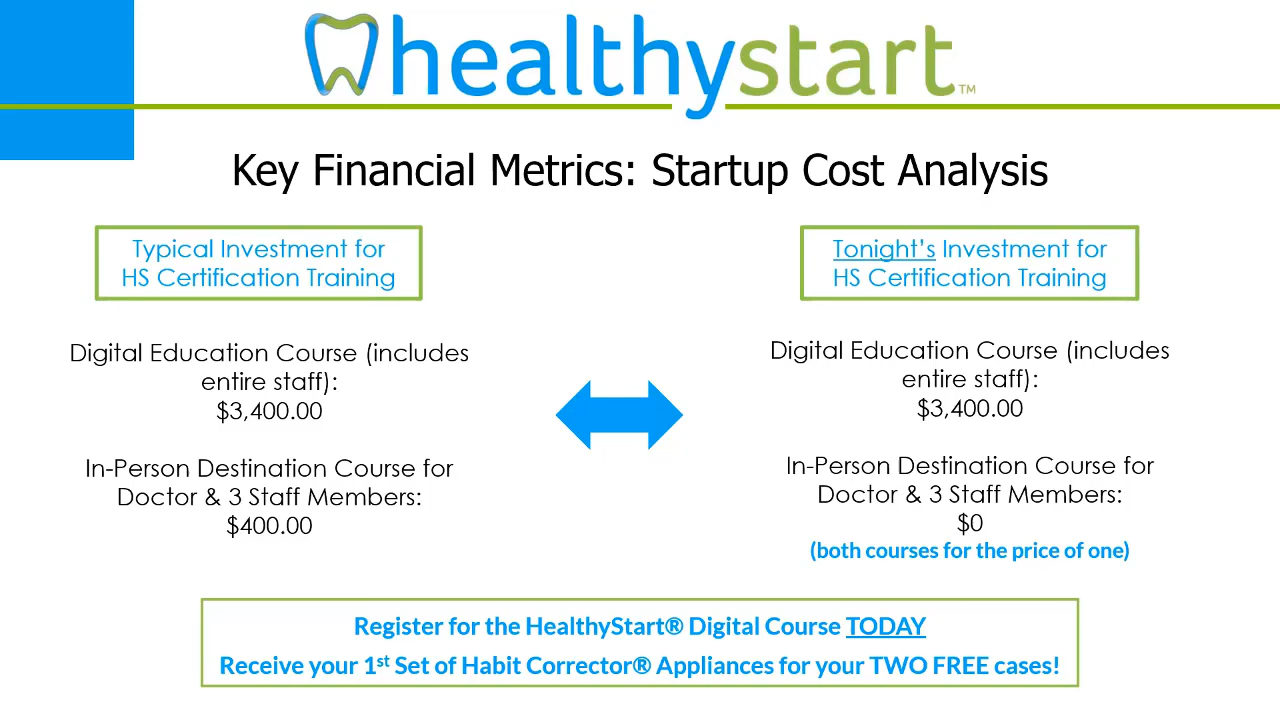 healthystart™
Key Financial Metrics: Startup Cost Analysis
Typical Investment for
HS Certification Training
Digital Education Course (includes
entire staff):
$3,400.00
In-Person Destination Course for
Doctor & 3 Staff Members:
$400.00
Tonight's Investment for
HS Certification Training
Digital Education Course (includes
entire staff):
$3,400.00
In-Person Destination Course for
Doctor & 3 Staff Members:
$0
(both courses for the price of one)
Register for the HealthyStart® Digital Course TODAY
Receive your 1st Set of Habit Corrector® Appliances for your TWO FREE cases!